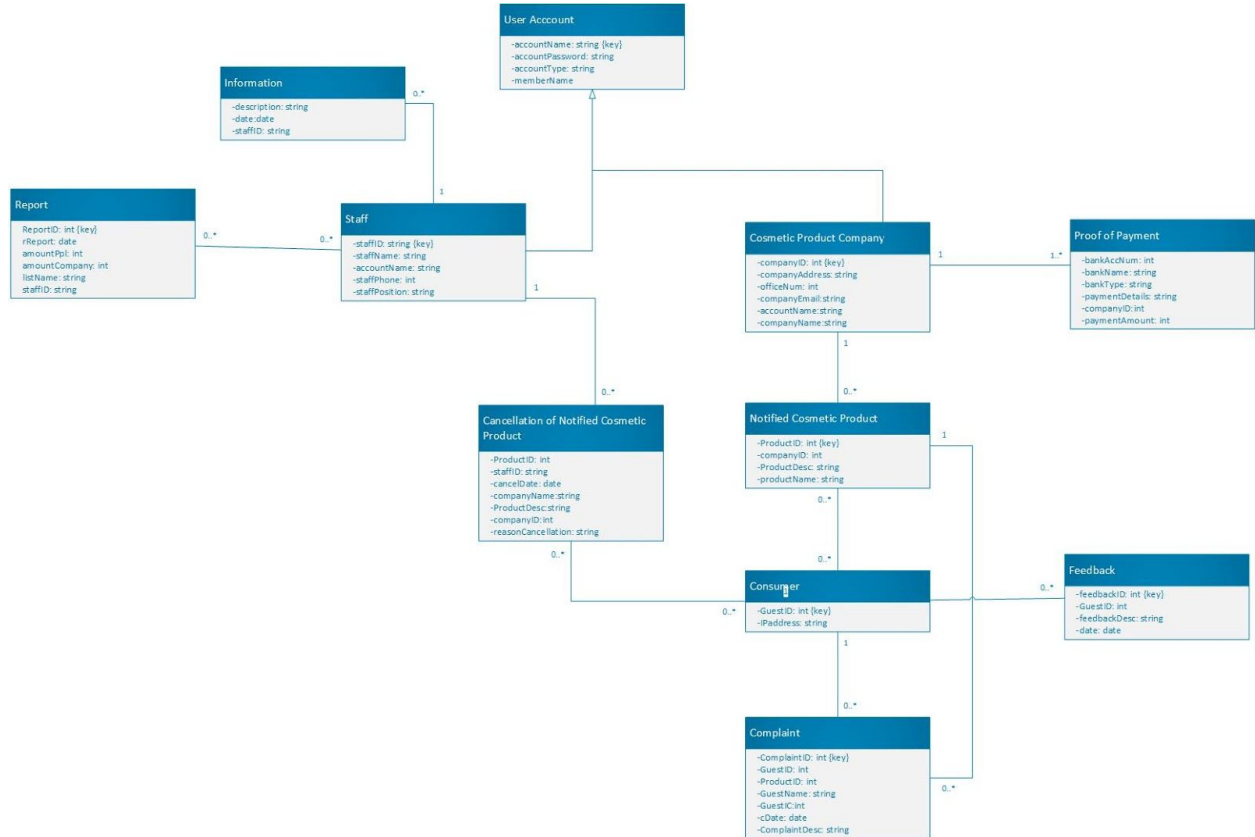 User Acccount
-accountName: string {key}
-accountPassword: string
-accountType: string
-memberName
Information
-description: string
-date:date
-staffID: string
0..*
1
Report
ReportID: int {key}
rReport: date
amountPpl: int
amountCompany: int
listName: string
staffID: string
0..*
0..*
Staff
-staffID: string {key}
-staffName: string
-accountName: string
-staffPhone: int
-staffPosition: string
1
0..*
Cosmetic Product Company
-companyID: int {key}
-companyAddress: string
-officeNum: int
-companyEmail:string
-accountName:string
-companyName:string
1
1..*
Proof of Payment
-bankAccNum: int
-bankName: string
-bankType: string
-paymentDetails: string
-companyID:int
-paymentAmount: int
1
0..*
Cancellation of Notified Cosmetic
Product
-ProductID: int
-staffID: string
-cancelDate: date
-companyName:string
-ProductDesc:string
-companyID:int
-reasonCancellation: string
0..*
0..*
Notified Cosmetic Product
-ProductID: int {key}
-companyID: int
-ProductDesc: string
-productName: string
1
0..*
0..*
Consumer
1
-GuestID: int {key}
-IPaddress: string
0..*
Feedback
-feedbackID: int {key}
-GuestID: int
-feedbackDesc: string
-date: date
1
0..*
Complaint
-ComplaintID: int {key}
-GuestID: int
-ProductID: int
-GuestName: string
-GuestIC:int
-cDate: date
-ComplaintDesc: string
0..*